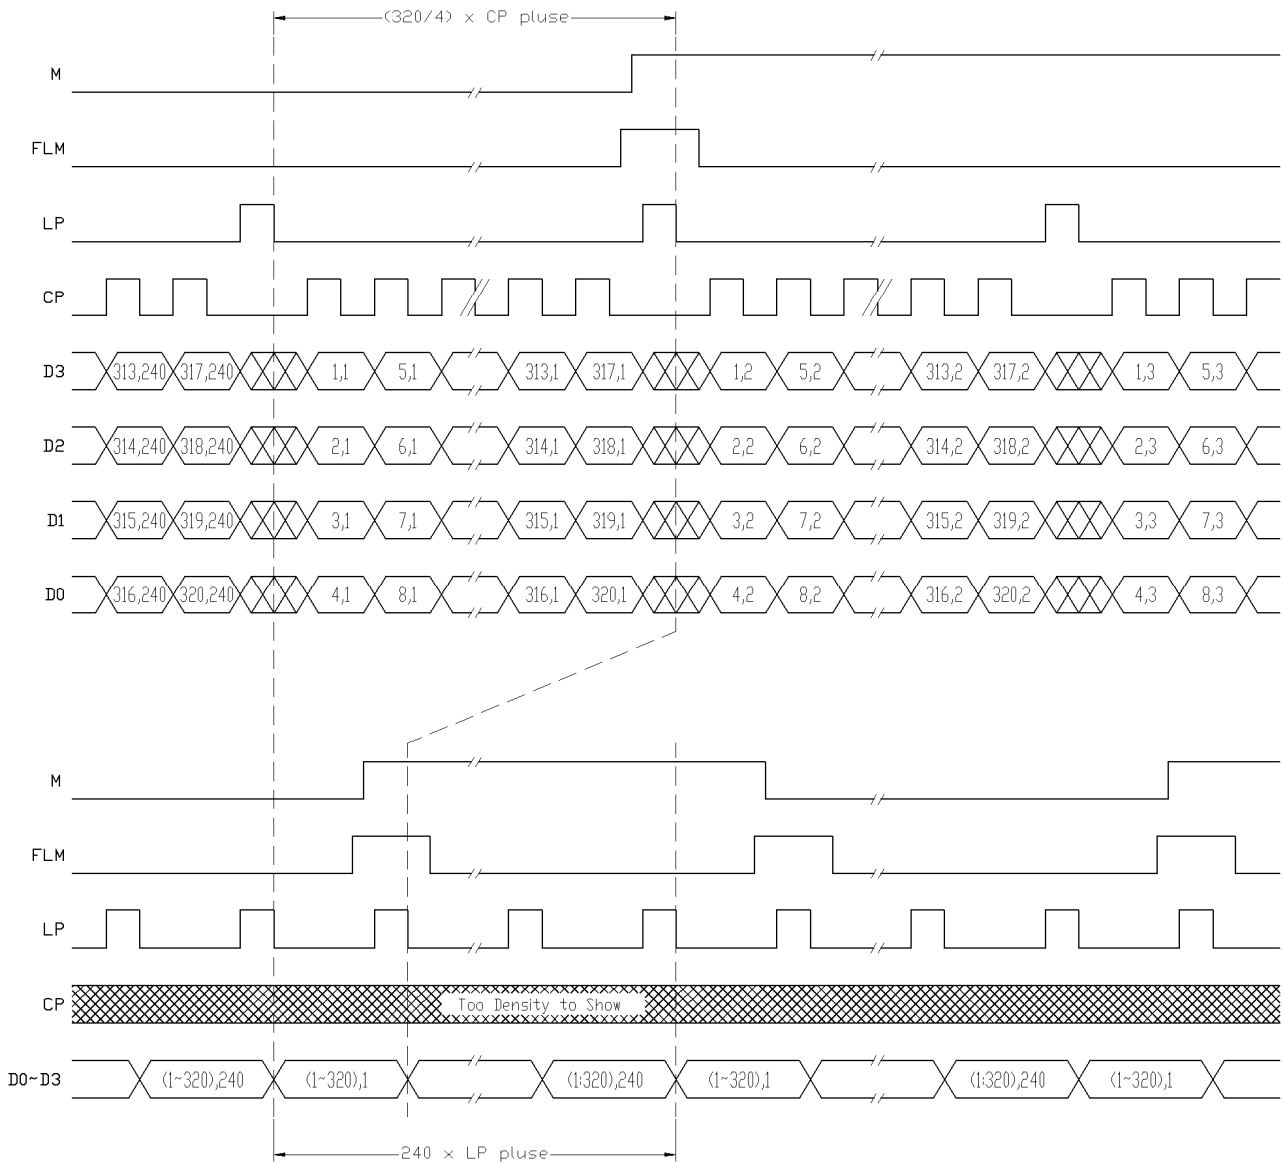 (320/4) x CP pluse
M
FLM
LP
CP
D3 313,240 317,240 1,1 5,1 313,1 317,1 1,2 5,2 313,2 317,2 1,3 5,3
D2 314,240 318,240 2,1 6,1 314,1 318,1 2,2 6,2 314,2 318,2 2,3 6,3
D1 315,240 319,240 3,1 7,1 315,1 319,1 3,2 7,2 315,2 319,2 3,3 7,3
D0 316,240 320,240 4,1 8,1 316,1 320,1 4,2 8,2 316,2 320,2 4,3 8,3
M
FLM
LP
CP Too Density to Show
D0~D3 (1~320),240 (1~320),1 (1:320),240 (1~320),1 (1:320),240 (1~320),1
240 x LP pluse